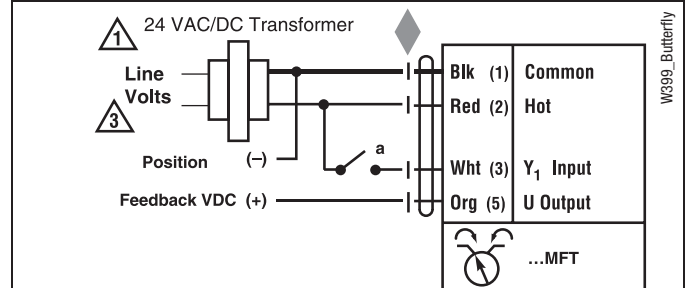 1 24 VAC/DC Transformer
Line
Volts
3
Position (–)
Feedback VDC (+)
a
Blk (1) Common
Red (2) Hot
Wht (3) Y₁ Input
Org (5) U Output
...MFT
W399_Butterfly